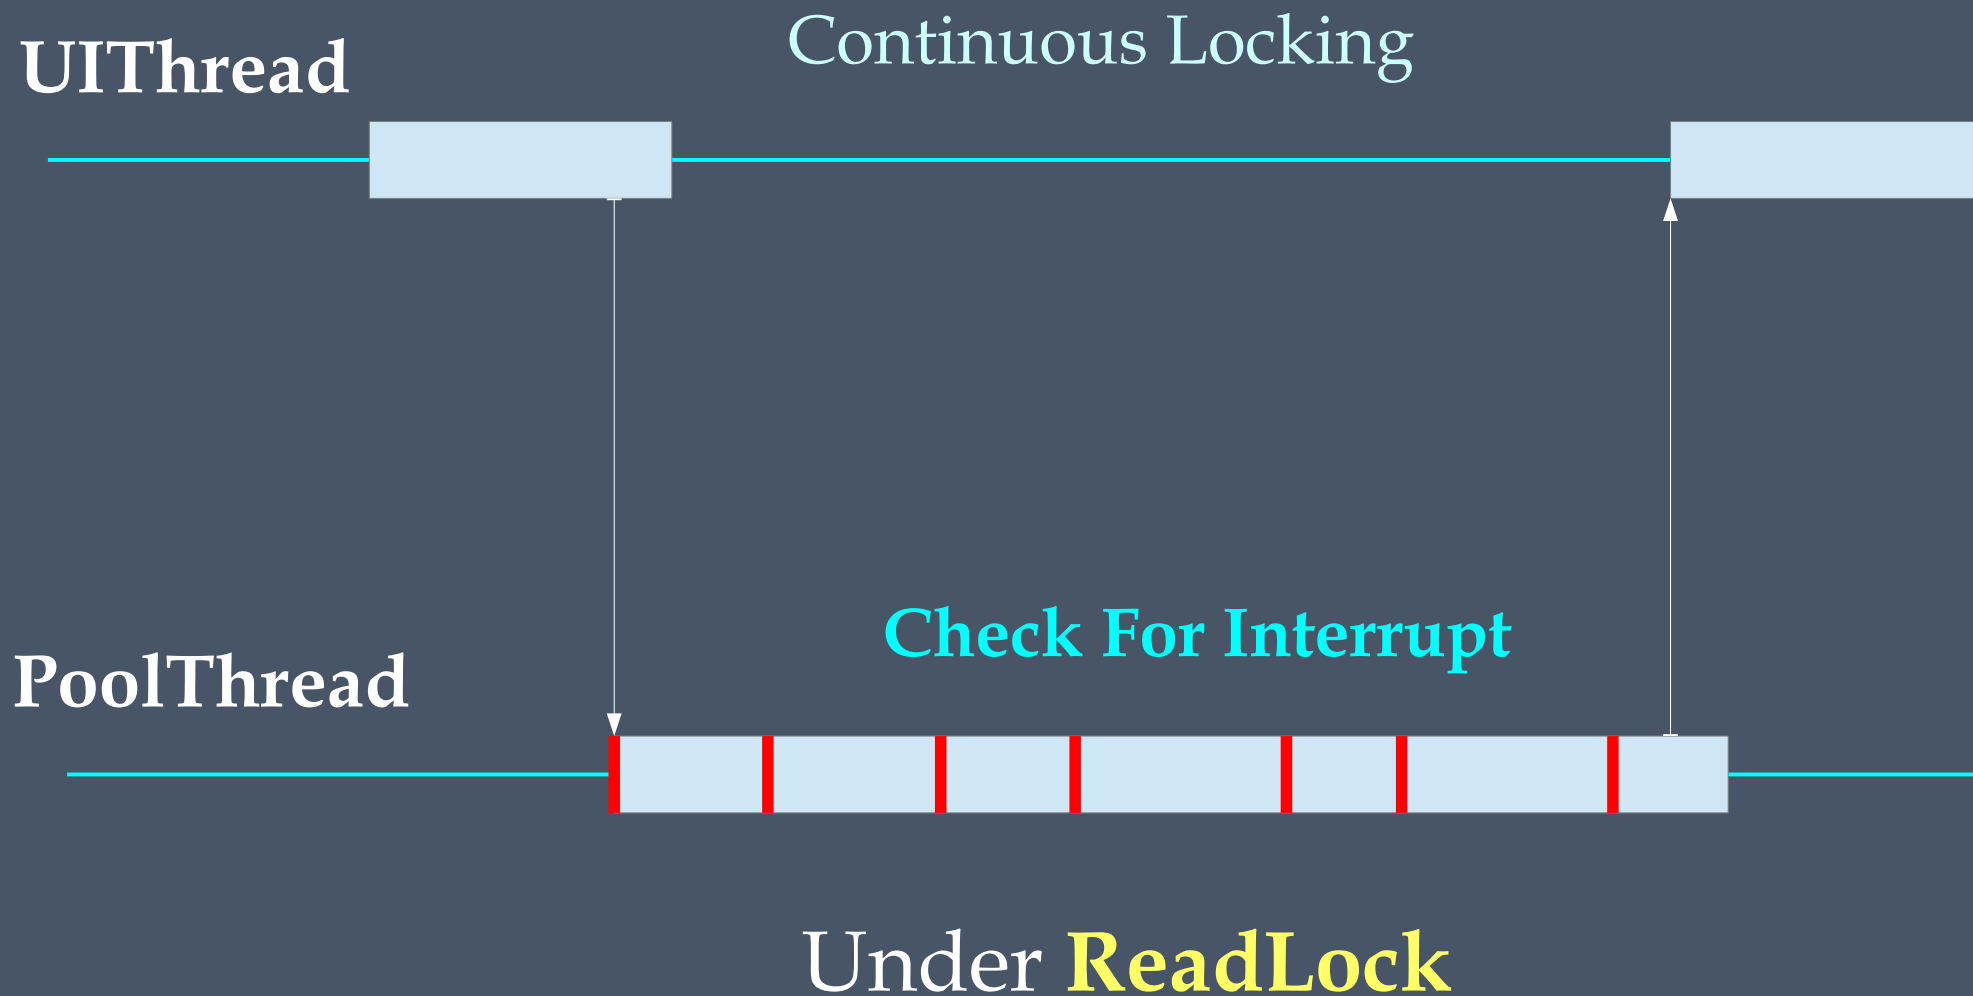 Continuous Locking
UIThread
Check For Interrupt
PoolThread
Under ReadLock